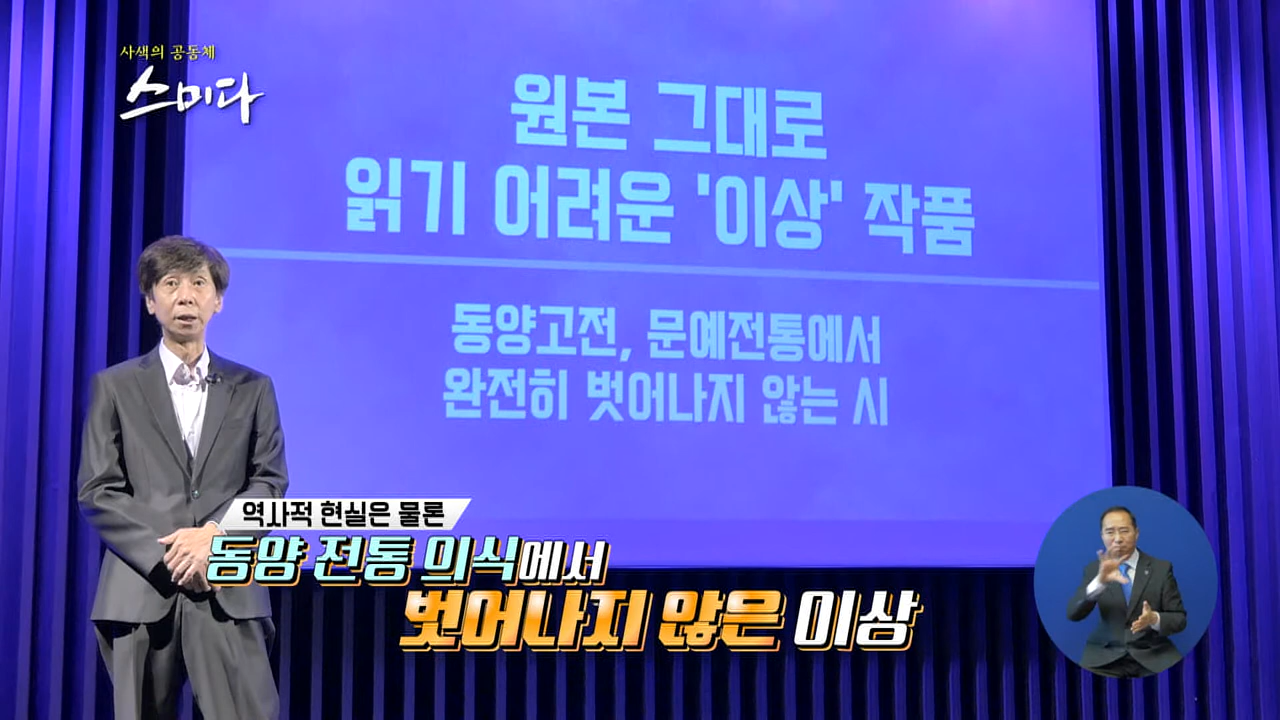 사색의 공동체
스미다
원본 그대로
읽기 어려운 '이상' 작품
동양고전, 문예전통에서
완전히 벗어나지 않는 시
역사적 현실은 물론
동양 전통 의식에서
벗어나지 않은 이상